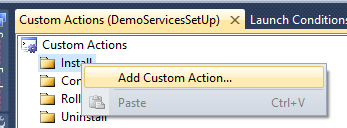 Custom Actions (DemoServicesSetUp) Launch Conditions
Custom Actions
Install
Add Custom Action...
Paste Ctrl+V
Uninstall